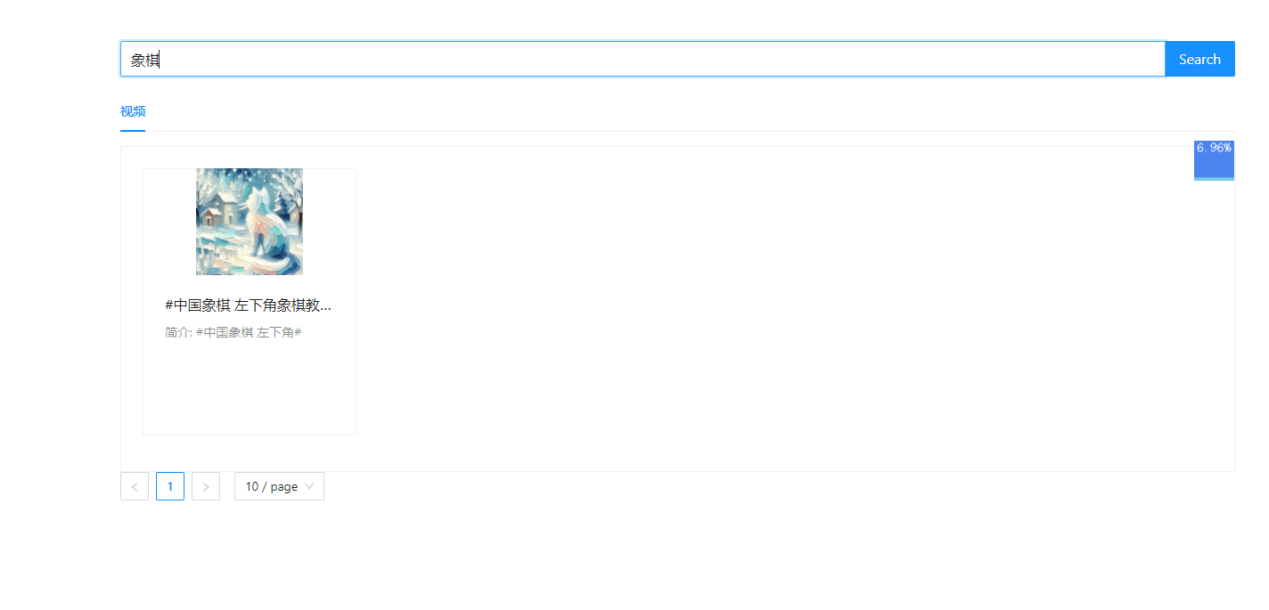 象棋
Search
视频
6.96%
#中国象棋 左下角象棋教...
简介: #中国象棋 左下角#
< 1 > 10 / page